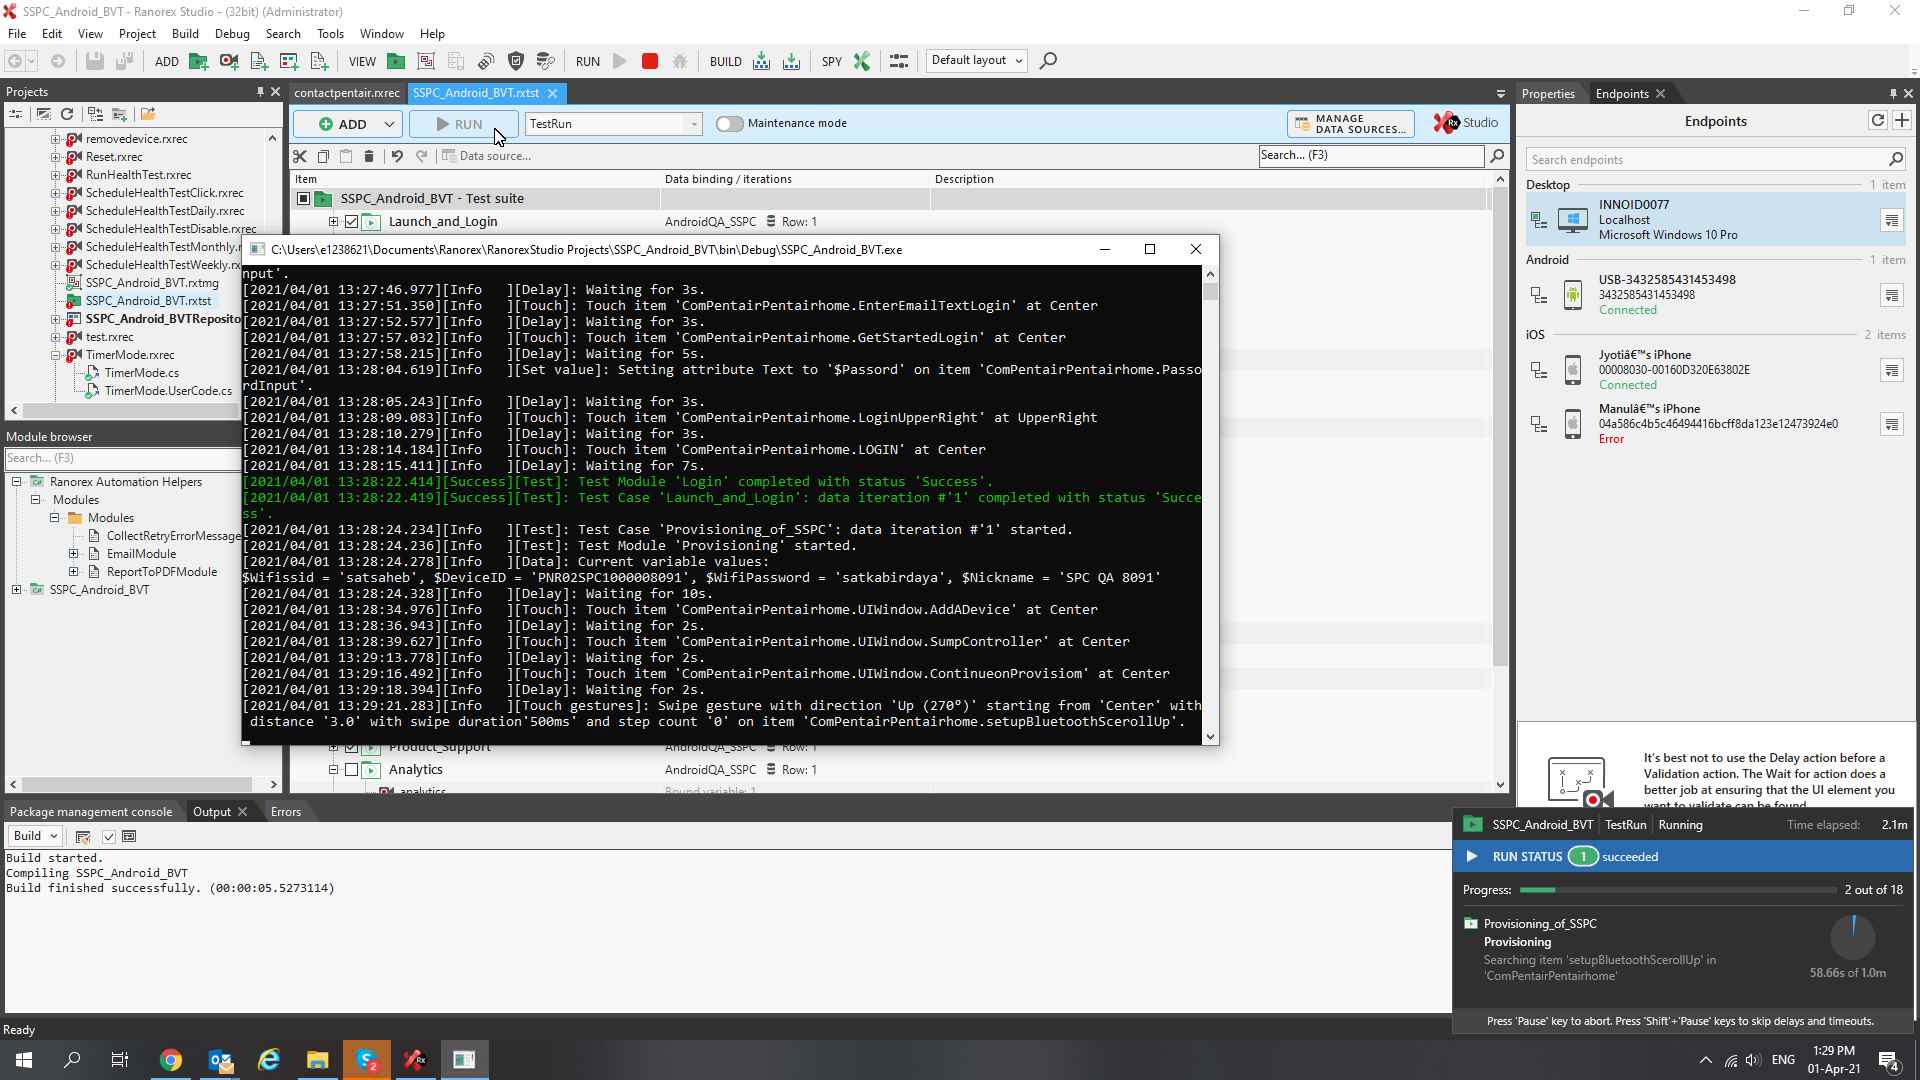 SSPC_Android_BVT - Ranorex Studio - (32bit) (Administrator)
File Edit View Project Build Debug Search Tools Window Help
ADD VIEW RUN BUILD SPY Default layout
Projects
removedevice.rxrec
Reset.rxrec
RunHealthTest.rxrec
ScheduleHealthTestClick.rxrec
ScheduleHealthTestDaily.rxrec
ScheduleHealthTestDisable.rxrec
ScheduleHealthTestMonthly.r
ScheduleHealthTestWeekly.rx
SSPC_Android_BVT.rxtmg
SSPC_Android_BVT.rxtst
SSPC_Android_BVTReposito
test.rxrec
TimerMode.rxrec
TimerMode.cs
TimerMode.UserCode.cs
Module browser
Search... (F3)
Ranorex Automation Helpers
Modules
Modules
CollectRetryErrorMessage
EmailModule
ReportToPDFModule
SSPC_Android_BVT
contactpentair.rxrec SSPC_Android_BVT.rxtst
ADD RUN TestRun Maintenance mode MANAGE
DATA SOURCES... Rx Studio
Data source... Search... (F3)
Item Data binding / iterations Description
SSPC_Android_BVT - Test suite
Launch_and_Login AndroidQA_SSPC Row: 1
C:\Users\e1238621\Documents\Ranorex\RanorexStudio Projects\SSPC_Android_BVT\bin\Debug\SSPC_Android_BVT.exe
nput'.
[2021/04/01 13:27:46.977][Info   ][Delay]: Waiting for 3s.
[2021/04/01 13:27:51.350][Info   ][Touch]: Touch item 'ComPentairPentairhome.EnterEmailTextLogin' at Center
[2021/04/01 13:27:52.577][Info   ][Delay]: Waiting for 3s.
[2021/04/01 13:27:57.032][Info   ][Touch]: Touch item 'ComPentairPentairhome.GetStartedLogin' at Center
[2021/04/01 13:27:58.215][Info   ][Delay]: Waiting for 5s.
[2021/04/01 13:28:04.619][Info   ][Set value]: Setting attribute Text to '$Passord' on item 'ComPentairPentairhome.Passo
rdInput'.
[2021/04/01 13:28:05.243][Info   ][Delay]: Waiting for 3s.
[2021/04/01 13:28:09.083][Info   ][Touch]: Touch item 'ComPentairPentairhome.LoginUpperRight' at UpperRight
[2021/04/01 13:28:10.279][Info   ][Delay]: Waiting for 3s.
[2021/04/01 13:28:14.184][Info   ][Touch]: Touch item 'ComPentairPentairhome.LOGIN' at Center
[2021/04/01 13:28:15.411][Info   ][Delay]: Waiting for 7s.
[2021/04/01 13:28:22.414][Success][Test]: Test Module 'Login' completed with status 'Success'.
[2021/04/01 13:28:22.419][Success][Test]: Test Case 'Launch_and_Login': data iteration #'1' completed with status 'Succe
ss'.
[2021/04/01 13:28:24.234][Info   ][Test]: Test Case 'Provisioning_of_SSPC': data iteration #'1' started.
[2021/04/01 13:28:24.236][Info   ][Test]: Test Module 'Provisioning' started.
[2021/04/01 13:28:24.278][Info   ][Data]: Current variable values:
$Wifissid = 'satsaheb', $DeviceID = 'PNR02SPC1000008091', $WifiPassword = 'satkabirdaya', $Nickname = 'SPC QA 8091'
[2021/04/01 13:28:24.328][Info   ][Delay]: Waiting for 10s.
[2021/04/01 13:28:34.976][Info   ][Touch]: Touch item 'ComPentairPentairhome.UIWindow.AddADevice' at Center
[2021/04/01 13:28:36.943][Info   ][Delay]: Waiting for 2s.
[2021/04/01 13:28:39.627][Info   ][Touch]: Touch item 'ComPentairPentairhome.UIWindow.SumpController' at Center
[2021/04/01 13:29:13.778][Info   ][Delay]: Waiting for 2s.
[2021/04/01 13:29:16.492][Info   ][Touch]: Touch item 'ComPentairPentairhome.UIWindow.ContinueonProvisiom' at Center
[2021/04/01 13:29:18.394][Info   ][Delay]: Waiting for 2s.
[2021/04/01 13:29:21.283][Info   ][Touch gestures]: Swipe gesture with direction 'Up (270°)' starting from 'Center' with
distance '3.0' with swipe duration'500ms' and step count '0' on item 'ComPentairPentairhome.setupBluetoothScerollUp'.
Product_Support AndroidQA_SSPC Row: 1
Analytics AndroidQA_SSPC Row: 1
analytics Bound variable: 1
Properties Endpoints
Endpoints
Search endpoints
Desktop 1 item
INNOID0077
Localhost
Microsoft Windows 10 Pro
Android 1 item
USB-3432585431453498
3432585431453498
Connected
iOS 2 items
Jyotiâ€™s iPhone
00008030-00160D320E63802E
Connected
Manulâ€™s iPhone
04a586c4b5c46494416bcff8da123e12473924e0
Error
It's best not to use the Delay action before a
Validation action. The Wait for action does a
better job at ensuring that the UI element you
want to validate can be found.
Package management console Output Errors
Build
Build started.
Compiling SSPC_Android_BVT
Build finished successfully. (00:00:05.5273114)
SSPC_Android_BVT TestRun Running Time elapsed: 2.1m
RUN STATUS 1 succeeded
Progress: 2 out of 18
Provisioning_of_SSPC
Provisioning
Searching item 'setupBluetoothScerollUp' in
'ComPentairPentairhome'
58.66s of 1.0m
Press 'Pause' key to abort. Press 'Shift'+'Pause' keys to skip delays and timeouts.
Ready
2 Rx ENG 1:29 PM
01-Apr-21 4